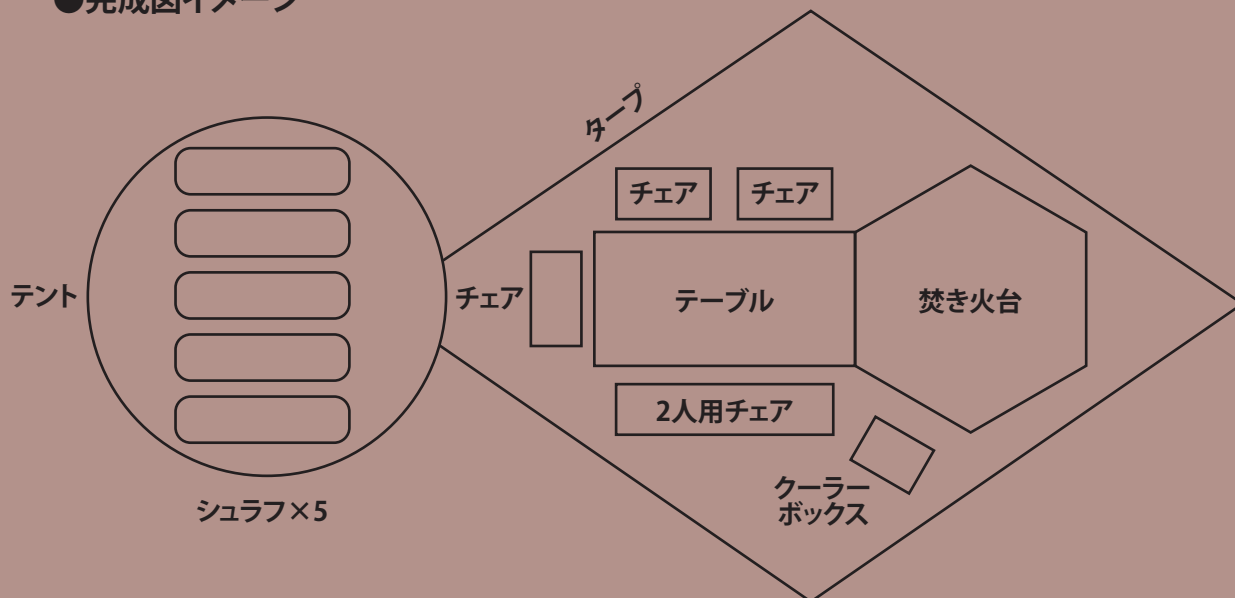 ●完成図イメージ
タープ
チェア
チェア
テント
チェア
テーブル
焚き火台
2人用チェア
クーラー
ボックス
シュラフ×5